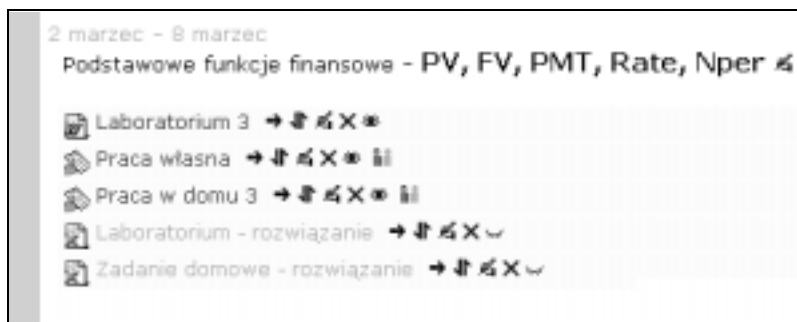 2 marzec - 8 marzec
Podstawowe funkcje finansowe - PV, FV, PMT, Rate, Nper
Laboratorium 3
Praca własna
Praca w domu 3
Laboratorium - rozwiązanie
Zadanie domowe - rozwiązanie